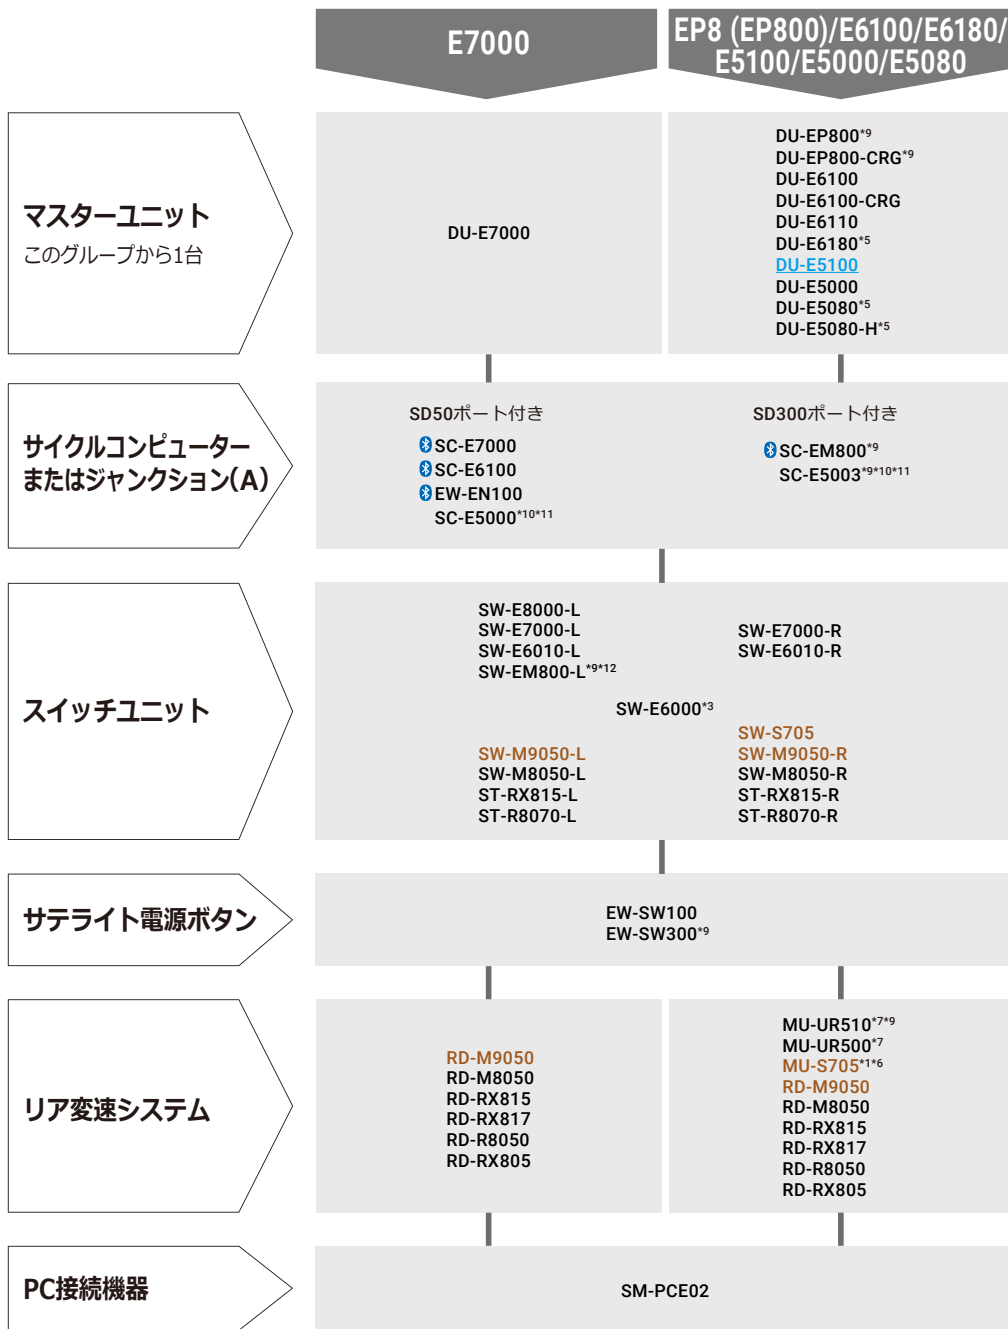 E7000
EP8 (EP800)/E6100/E6180/
E5100/E5000/E5080
マスターユニット
このグループから1台
DU-E7000
DU-EP800*9
DU-EP800-CRG*9
DU-E6100
DU-E6100-CRG
DU-E6110
DU-E6180*5
DU-E5100
DU-E5000
DU-E5080*5
DU-E5080-H*5
サイクルコンピューター
またはジャンクション(A)
SD50ポート付き
SC-E7000
SC-E6100
EW-EN100
SC-E5000*10*11
SD300ポート付き
SC-EM800*9
SC-E5003*9*10*11
スイッチユニット
SW-E8000-L
SW-E7000-L
SW-E6010-L
SW-EM800-L*9*12
SW-E7000-R
SW-E6010-R
SW-E6000*3
SW-M9050-L
SW-M8050-L
ST-RX815-L
ST-R8070-L
SW-S705
SW-M9050-R
SW-M8050-R
ST-RX815-R
ST-R8070-R
サテライト電源ボタン
EW-SW100
EW-SW300*9
リア変速システム
RD-M9050
RD-M8050
RD-RX815
RD-RX817
RD-R8050
RD-RX805
MU-UR510*7*9
MU-UR500*7
MU-S705*1*6
RD-M9050
RD-M8050
RD-RX815
RD-RX817
RD-R8050
RD-RX805
PC接続機器
SM-PCE02